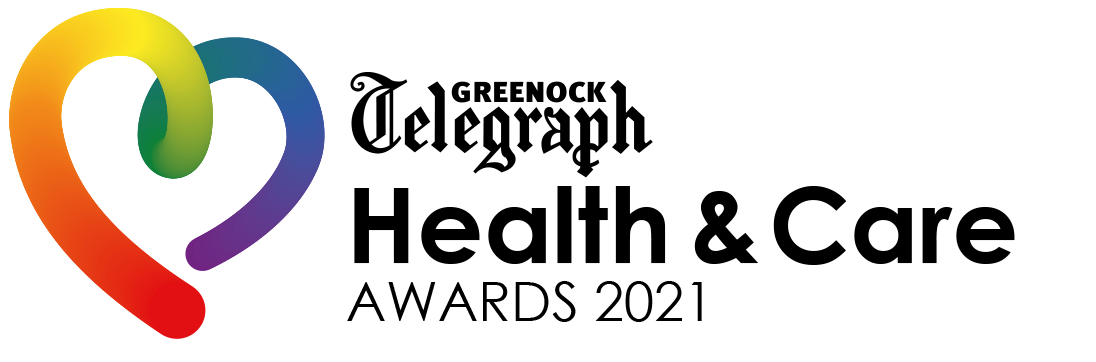 GREENOCK
Telegraph
Health & Care
AWARDS 2021